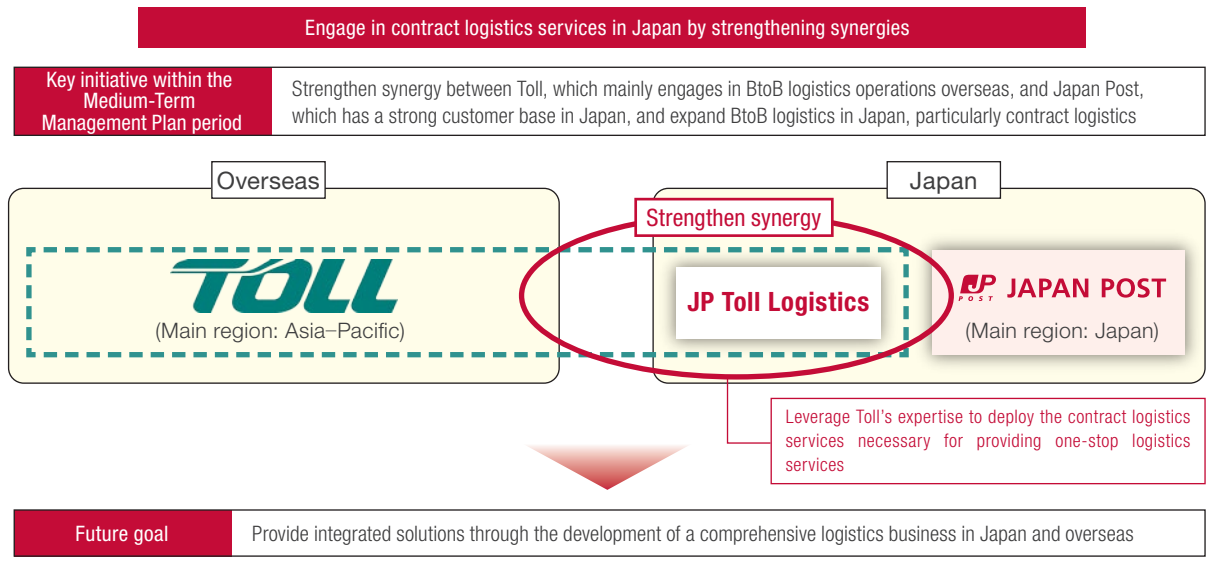 Engage in contract logistics services in Japan by strengthening synergies
Key initiative within the
Medium-Term
Management Plan period
Strengthen synergy between Toll, which mainly engages in BtoB logistics operations overseas, and Japan Post,
which has a strong customer base in Japan, and expand BtoB logistics in Japan, particularly contract logistics
Overseas
Japan
Strengthen synergy
TOLL
(Main region: Asia–Pacific)
JP Toll Logistics
JP
POST
JAPAN POST
(Main region: Japan)
Leverage Toll's expertise to deploy the contract logistics
services necessary for providing one-stop logistics
services
Future goal
Provide integrated solutions through the development of a comprehensive logistics business in Japan and overseas